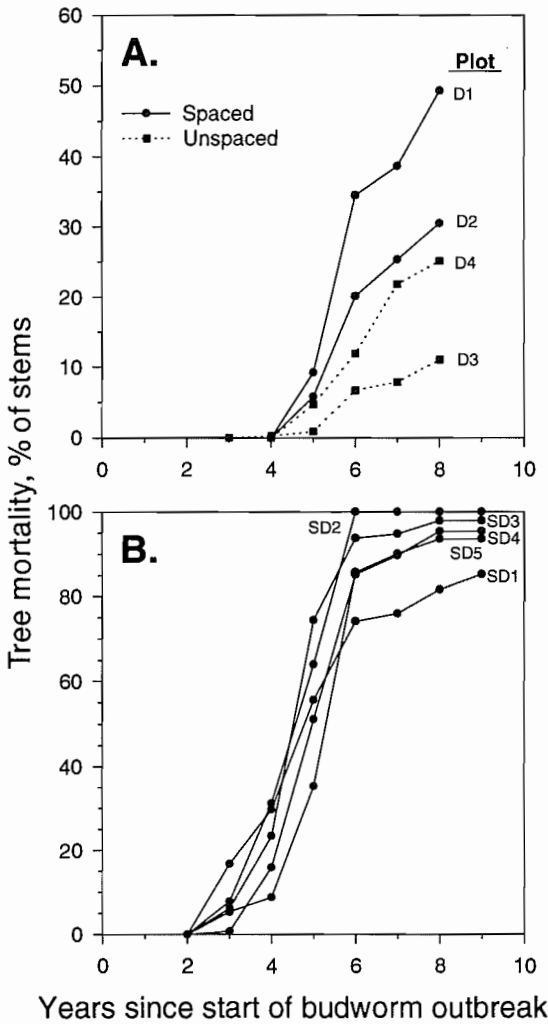 60
50
40
30
20
10
0
A.
Spaced
Unspaced
Plot
D1
D2
D4
D3
0 2 4 6 8 10
Tree mortality, % of stems
100
80
60
40
20
0
B.
SD2
SD3
SD4
SD5
SD1
0 2 4 6 8 10
Years since start of budworm outbreak